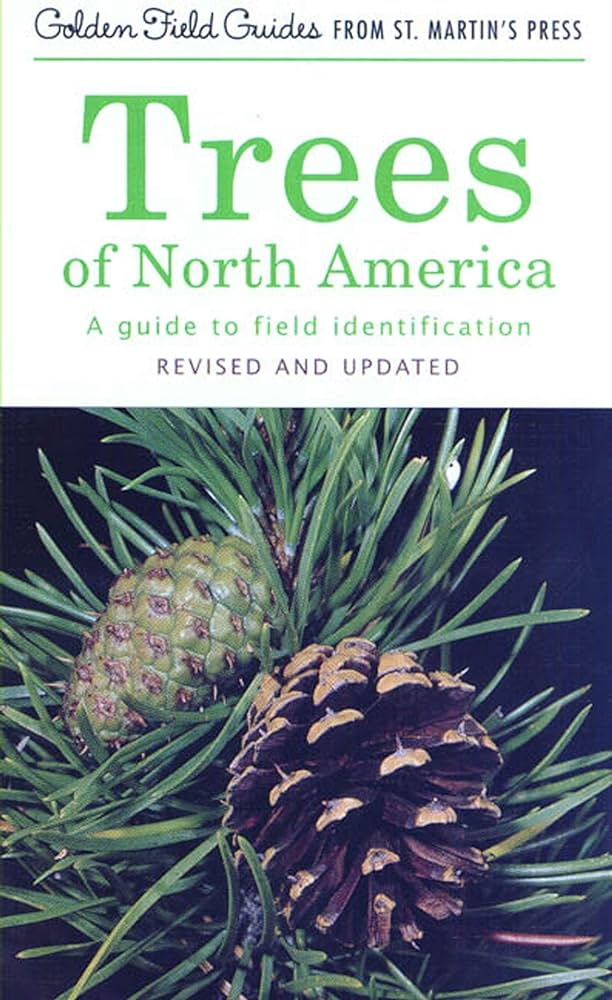 Golden Field Guides FROM ST. MARTIN'S PRESS
Trees
of North America
A guide to field identification
REVISED AND UPDATED